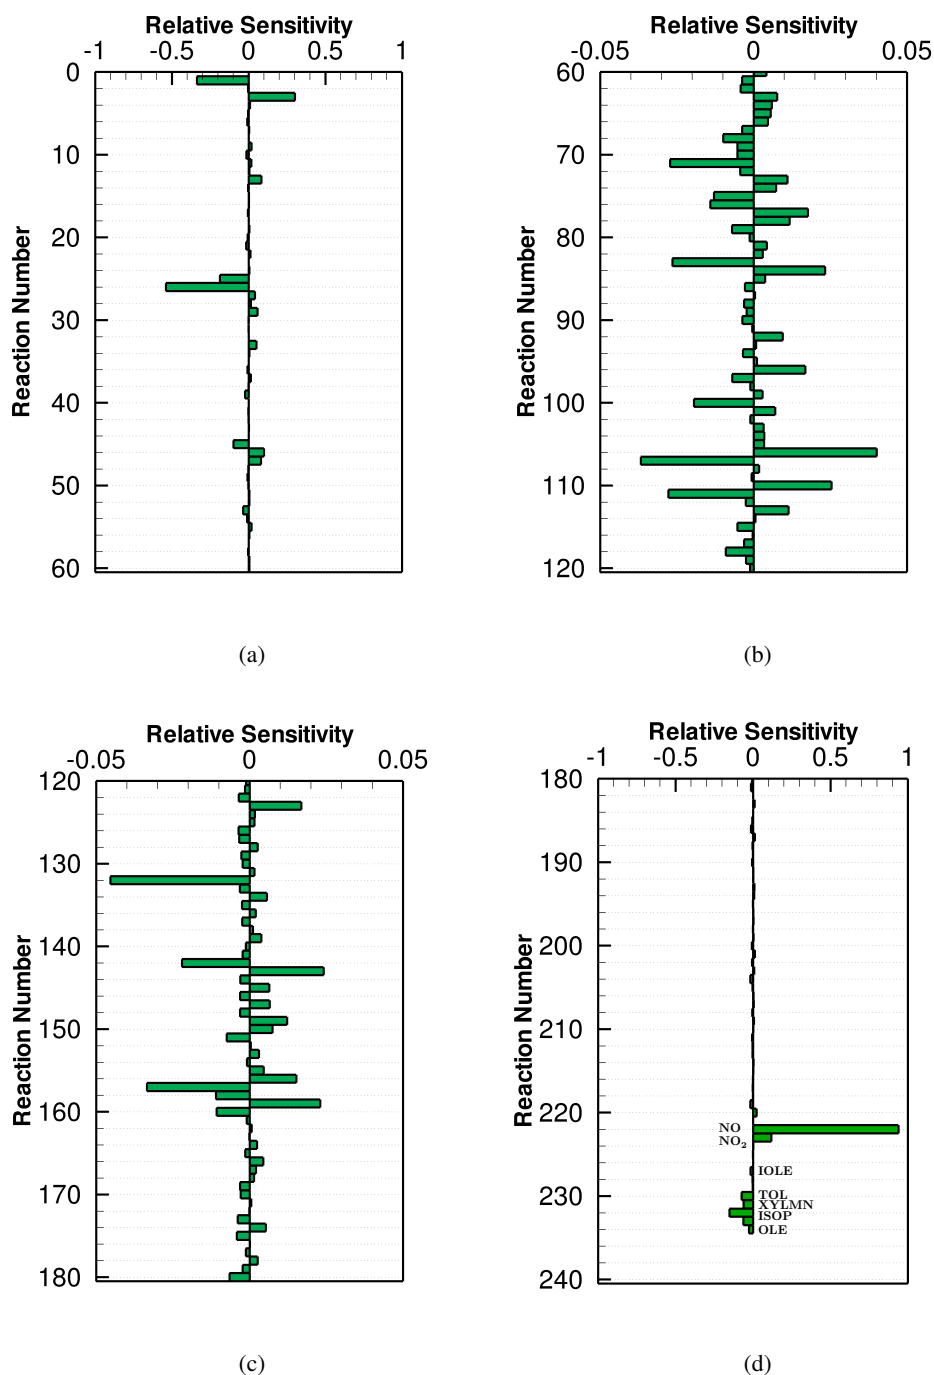 Relative Sensitivity
-1 -0.5 0 0.5 1
Reaction Number
0
10
20
30
40
50
60
(a)
Relative Sensitivity
-0.05 0 0.05
Reaction Number
60
70
80
90
100
110
120
(b)
Relative Sensitivity
-0.05 0 0.05
Reaction Number
120
130
140
150
160
170
180
(c)
Relative Sensitivity
-1 -0.5 0 0.5 1
Reaction Number
180
190
200
210
220
230
240
NO
NO₂
IOLE
TOL
XYLMN
ISOP
OLE
(d)